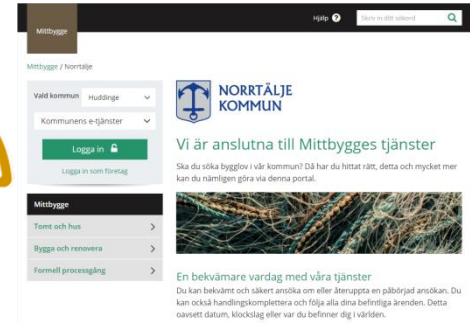 Hjälp ?
Skriv in ditt sökord
Mittbygge
Mittbygge / Norrtälje
Vald kommun Huddinge
Kommunens e-tjänster
Logga in
Logga in som företag
Mittbygge
Tomt och hus
Bygga och renovera
Formell processgång
NORRTÄLJE
KOMMUN
Vi är anslutna till Mittbygges tjänster
Ska du söka bygglov i vår kommun? Då har du hittat rätt, detta och mycket mer
kan du nämligen göra via denna portal.
En bekvämare vardag med våra tjänster
Du kan bekvämt och säkert ansöka om eller återuppta en påbörjad ansökan. Du
kan också handlingskomplettera och följa alla dina befintliga ärenden. Detta
oavsett datum, klockslag eller var du befinner dig i världen.